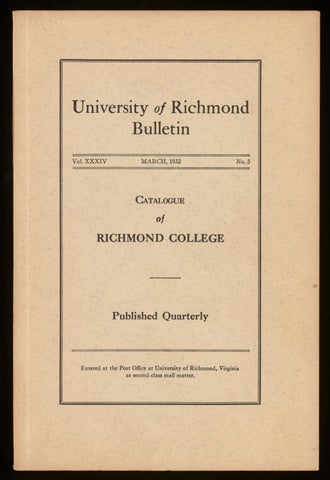 University of Richmond
Bulletin
Vol. XXXIV MARCH, 1932 No. 3
Catalogue
of
RICHMOND COLLEGE
Published Quarterly
Entered at the Post Office at University of Richmond, Virginia
as second-class mail matter.